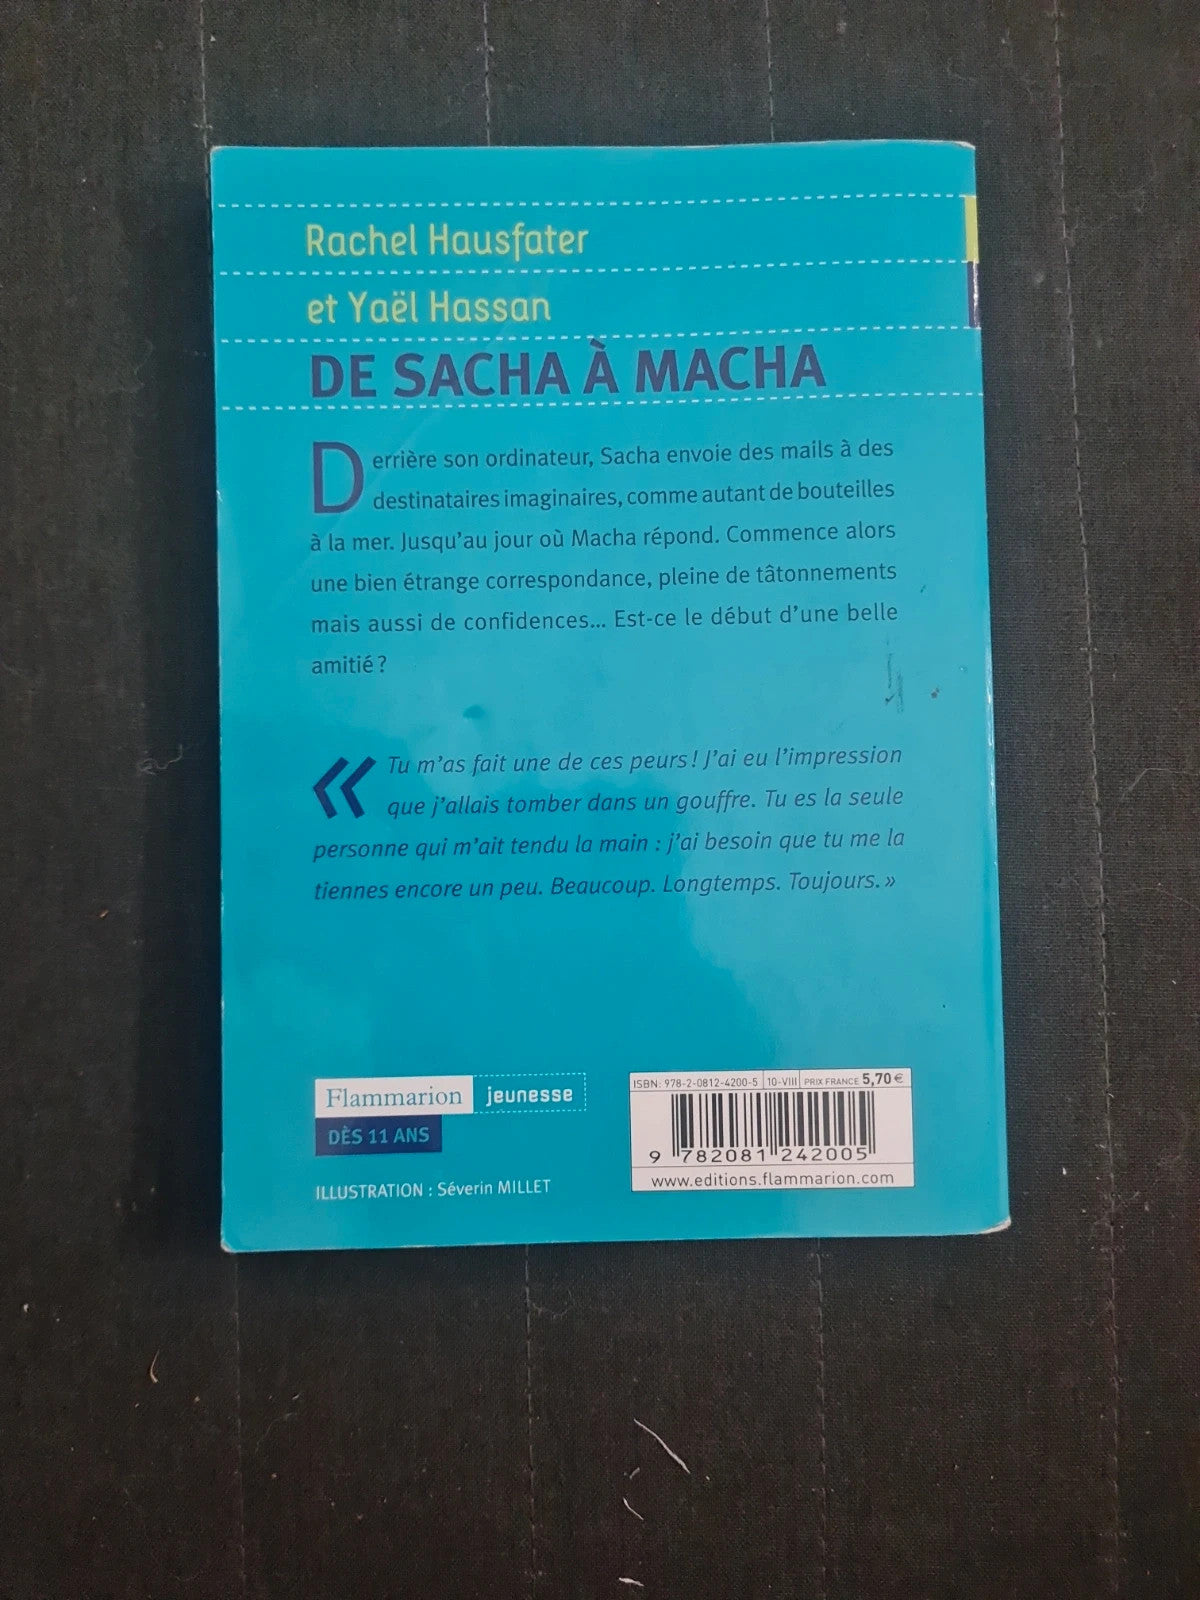 Rachel Hausfater
et Yaël Hassan
DE SACHA À MACHA
Derrière son ordinateur, Sacha envoie des mails à des
destinataires imaginaires, comme autant de bouteilles
à la mer. Jusqu'au jour où Macha répond. Commence alors
une bien étrange correspondance, pleine de tâtonnements
mais aussi de confidences... Est-ce le début d'une belle
amitié ?
« Tu m'as fait une de ces peurs ! J'ai eu l'impression
que j'allais tomber dans un gouffre. Tu es la seule
personne qui m'ait tendu la main : j'ai besoin que tu me la
tiennes encore un peu. Beaucoup. Longtemps. Toujours. »
Flammarion jeunesse
DÈS 11 ANS
ILLUSTRATION : Séverin MILLET
ISBN: 978-2-0812-4200-5 10-VIII PRIX FRANCE 5,70 €
9 782081 242005
www.editions.flammarion.com